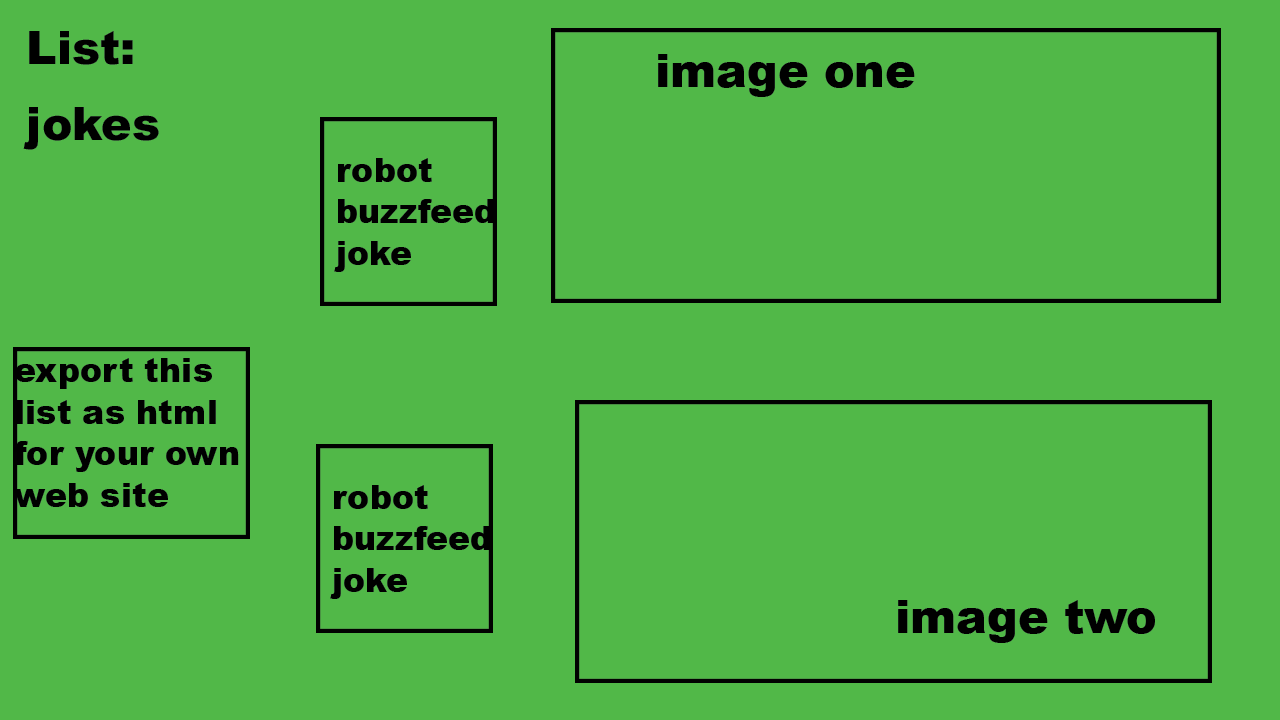 List:
jokes
export this
list as html
for your own
web site
robot
buzzfeed
joke
image one
robot
buzzfeed
joke
image two